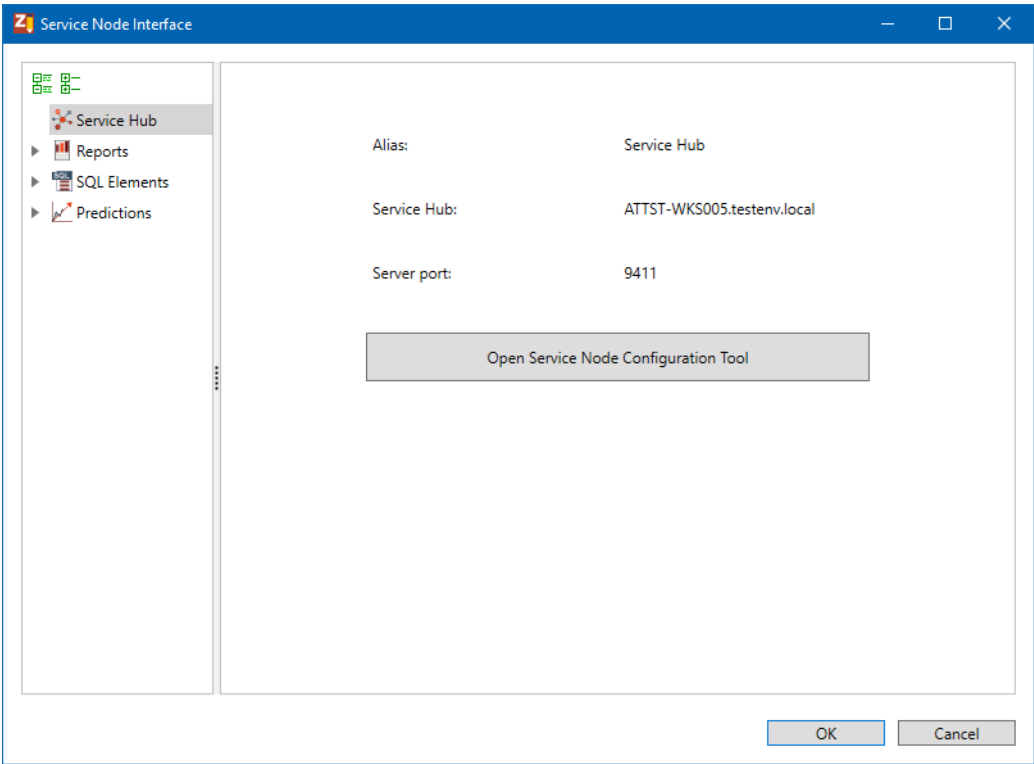 Service Node Interface
Service Hub
Reports
SQL Elements
Predictions
Alias: Service Hub
Service Hub: ATTST-WKS005.testenv.local
Server port: 9411
Open Service Node Configuration Tool
OK Cancel